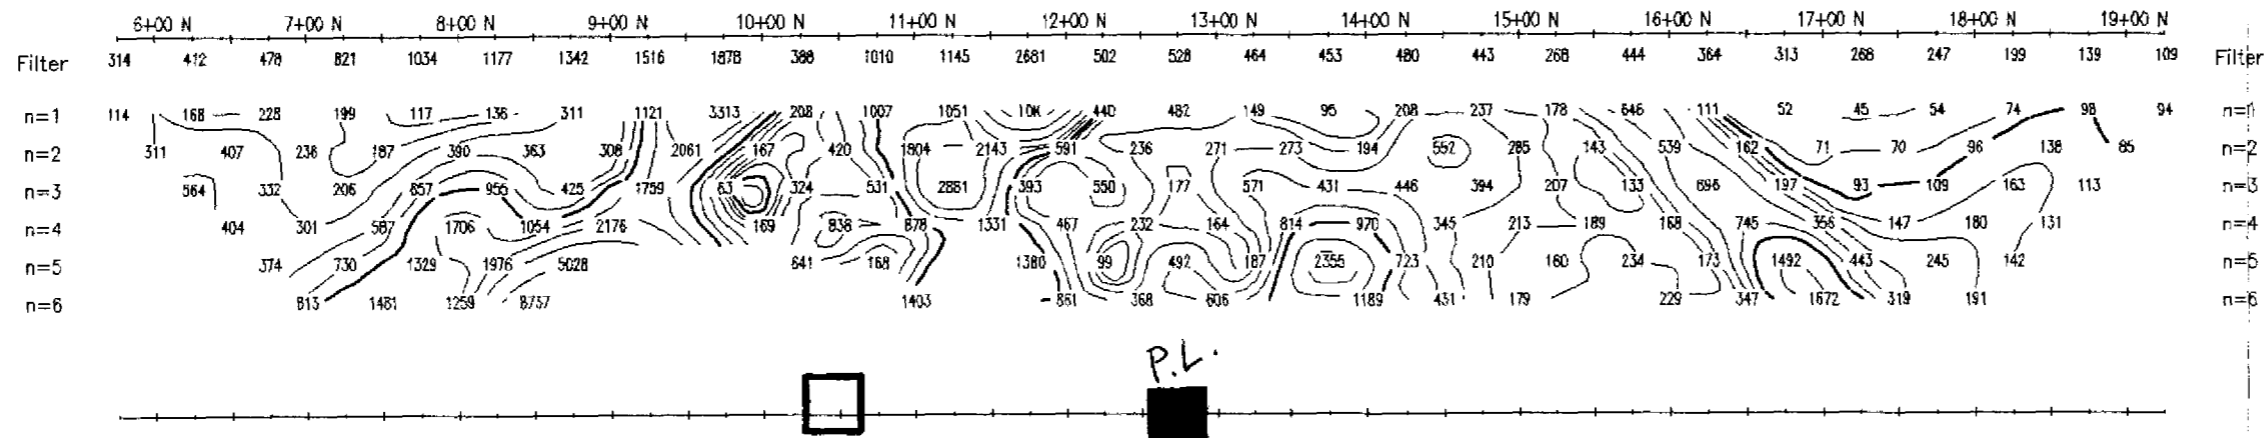 6+00 N 7+00 N 8+00 N 9+00 N 10+00 N 11+00 N 12+00 N 13+00 N 14+00 N 15+00 N 16+00 N 17+00 N 18+00 N 19+00 N
Filter 314 412 478 821 1034 1177 1342 1516 1878 388 1010 1145 2681 502 528 464 453 480 443 268 444 364 313 268 247 199 139 109 Filter
n=1 114 168 228 199 117 136 311 1121 3313 208 1007 1051 10K 440 482 149 95 208 237 178 646 111 52 45 54 74 98 94 n=1
n=2 311 407 236 187 390 363 308 2061 167 420 1804 2143 591 236 271 273 194 552 285 143 539 162 71 70 96 138 85 n=2
n=3 564 332 206 857 955 425 1759 63 324 531 2881 393 550 177 571 431 446 394 207 133 696 197 93 109 163 113 n=3
n=4 404 301 587 1706 1054 2176 169 838 878 1331 467 232 164 814 970 345 213 189 168 745 356 147 180 131 n=4
n=5 374 730 1329 1976 5028 641 168 1380 99 492 187 2355 723 210 160 234 173 1492 443 245 142 n=5
n=6 813 1481 1259 8757 1403 861 368 606 1189 431 179 229 347 1672 319 191 n=6
P.L.